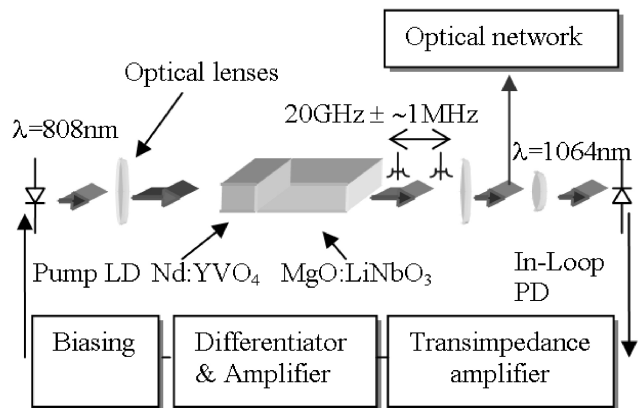 Optical network
Optical lenses
20GHz ± ~1MHz
λ=808nm
λ=1064nm
Pump LD
Nd:YVO₄
MgO:LiNbO₃
In-Loop
PD
Biasing
Differentiator
& Amplifier
Transimpedance
amplifier